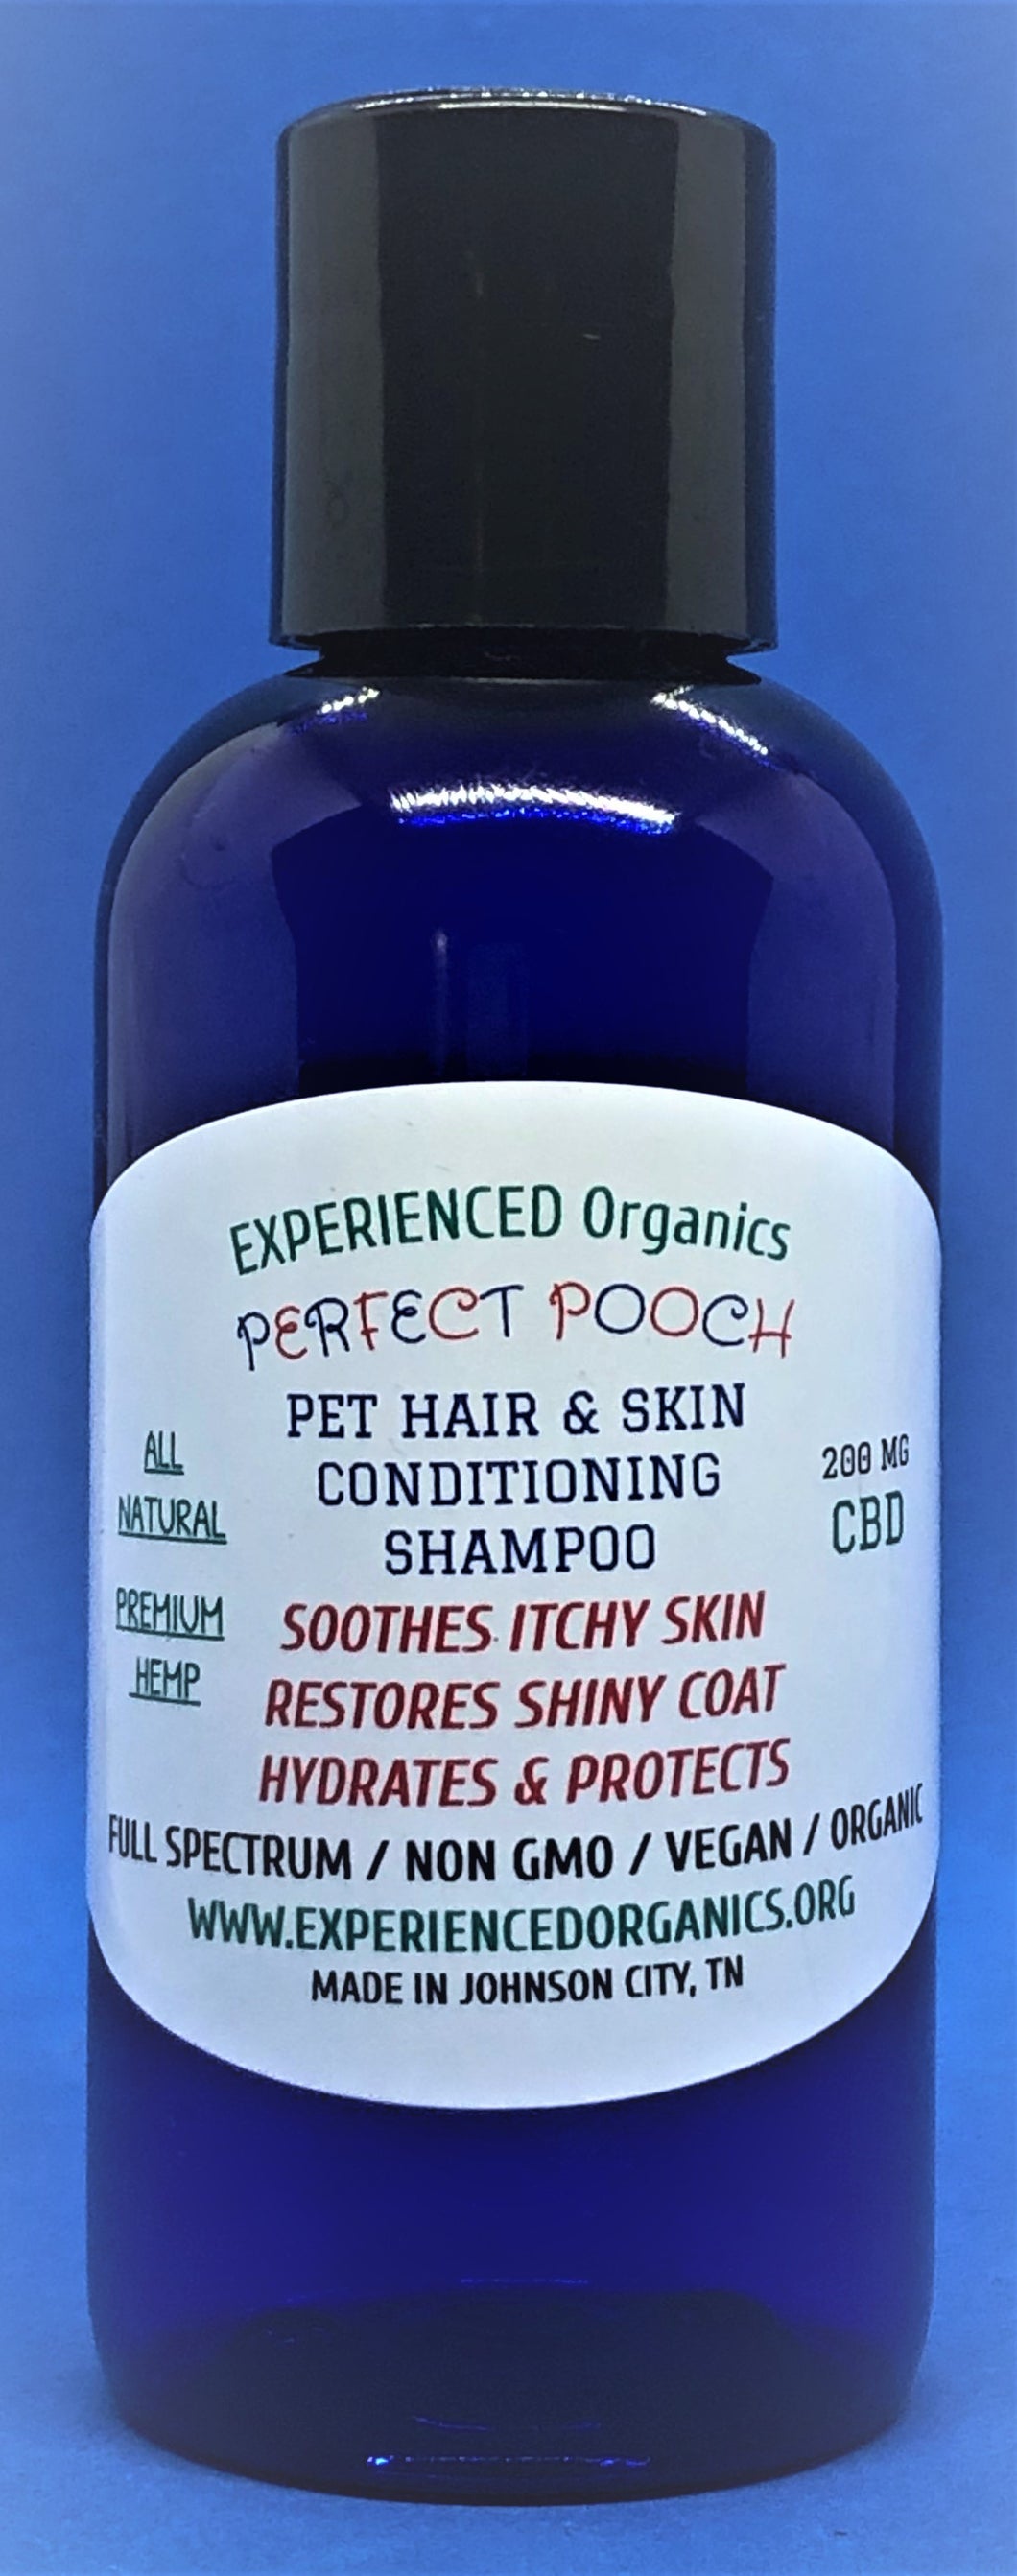 EXPERIENCED Organics
PERFECT POOCH
PET HAIR & SKIN
CONDITIONING
SHAMPOO
ALL
NATURAL
PREMIUM
HEMP
200 MG
CBD
SOOTHES ITCHY SKIN
RESTORES SHINY COAT
HYDRATES & PROTECTS
FULL SPECTRUM / NON GMO / VEGAN / ORGANIC
WWW.EXPERIENCEDORGANICS.ORG
MADE IN JOHNSON CITY, TN